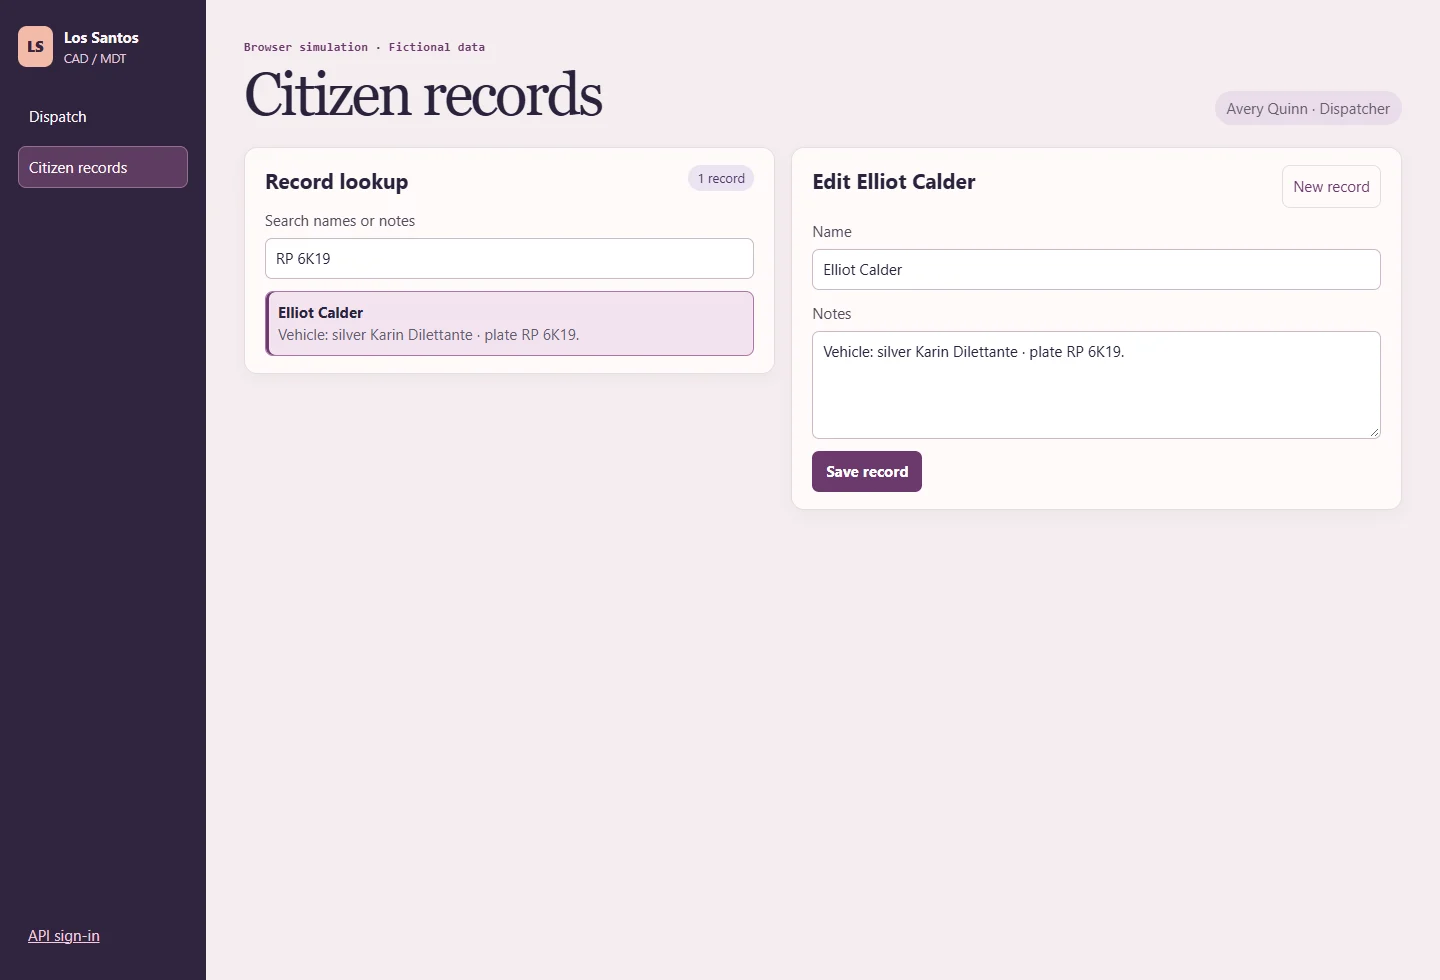 LS
Los Santos
CAD / MDT
Dispatch
Citizen records
API sign-in
Browser simulation · Fictional data
Citizen records
Avery Quinn · Dispatcher
Record lookup
1 record
Search names or notes
RP 6K19
Elliot Calder
Vehicle: silver Karin Dilettante · plate RP 6K19.
Edit Elliot Calder
New record
Name
Elliot Calder
Notes
Vehicle: silver Karin Dilettante · plate RP 6K19.
Save record